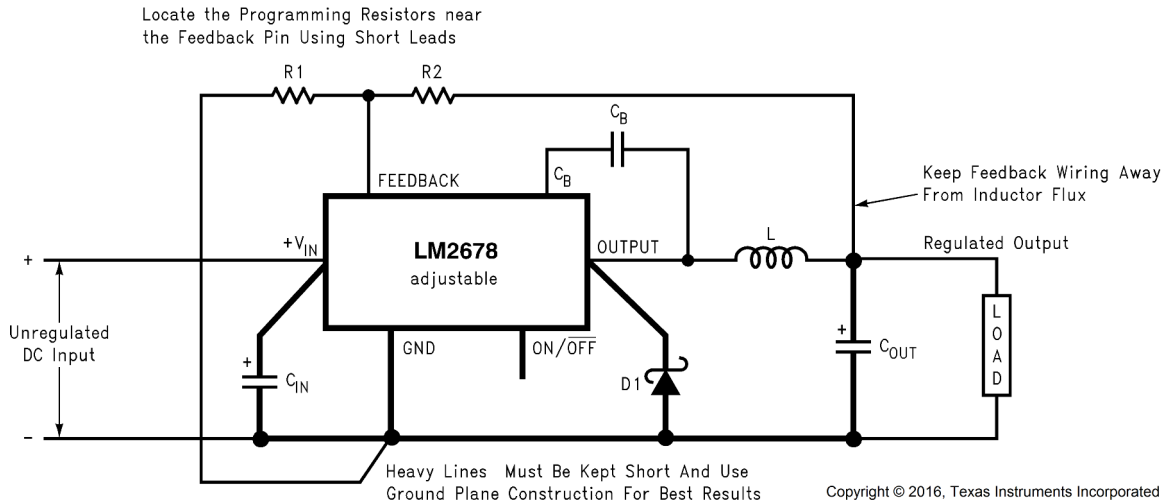 Locate the Programming Resistors near
the Feedback Pin Using Short Leads
R1
R2
C_B
FEEDBACK
C_B
Keep Feedback Wiring Away
From Inductor Flux
+V_IN
LM2678
adjustable
OUTPUT
L
Regulated Output
+
Unregulated
DC Input
GND
ON/OFF
+
C_IN
D1
+
C_OUT
LOAD
−
Heavy Lines Must Be Kept Short And Use
Ground Plane Construction For Best Results
Copyright © 2016, Texas Instruments Incorporated